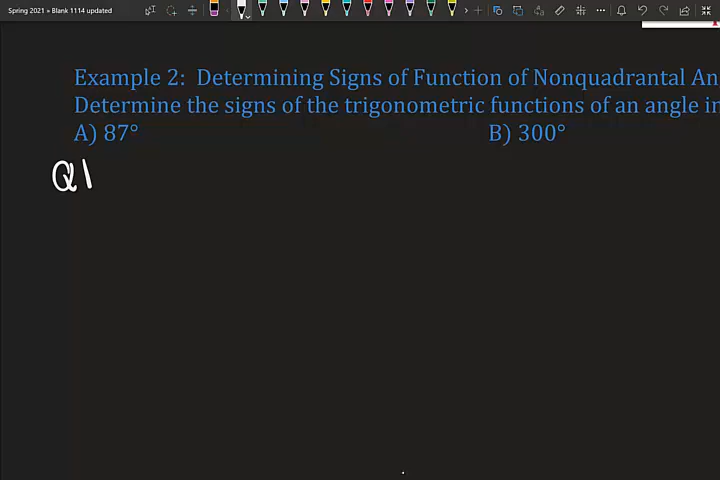 Spring 2021 » Blank 1114 updated
Example 2: Determining Signs of Function of Nonquadrantal An
Determine the signs of the trigonometric functions of an angle in
A) 87° B) 300°
Q1